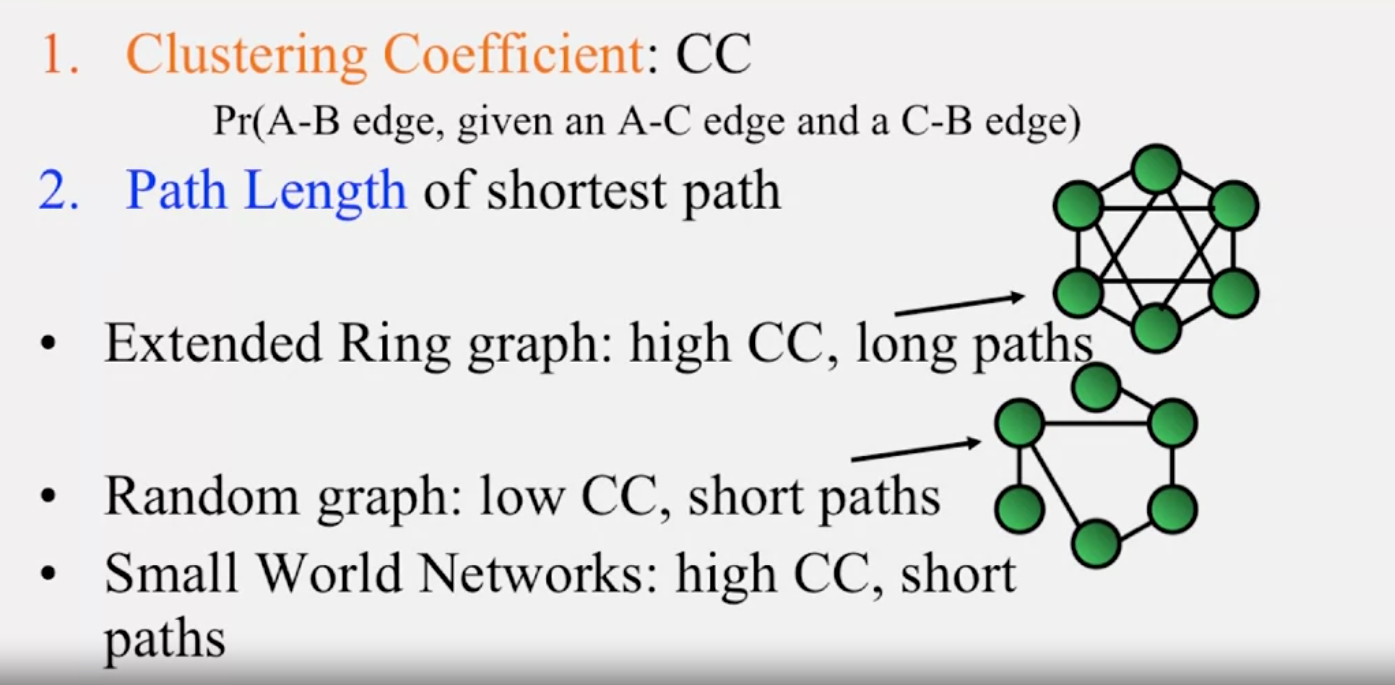 1. Clustering Coefficient: CC
Pr(A-B edge, given an A-C edge and a C-B edge)
2. Path Length of shortest path
• Extended Ring graph: high CC, long paths
• Random graph: low CC, short paths
• Small World Networks: high CC, short
paths